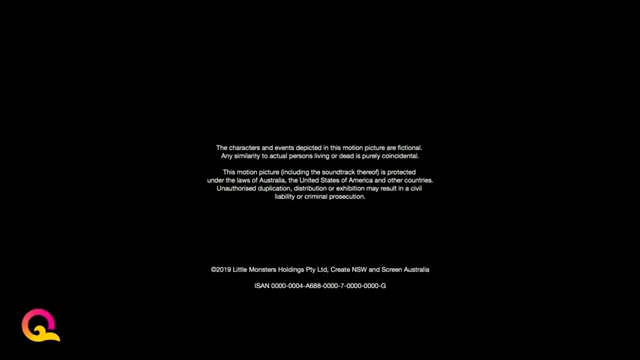 The characters and events depicted in this motion picture are fictional.
Any similarity to actual persons living or dead is purely coincidental.
This motion picture (including the soundtrack thereof) is protected
under the laws of Australia, the United States of America and other countries.
Unauthorised duplication, distribution or exhibition may result in a civil
liability or criminal prosecution.
©2019 Little Monsters Holdings Pty Ltd, Create NSW and Screen Australia
ISAN 0000-0004-A688-0000-7-0000-0000-G